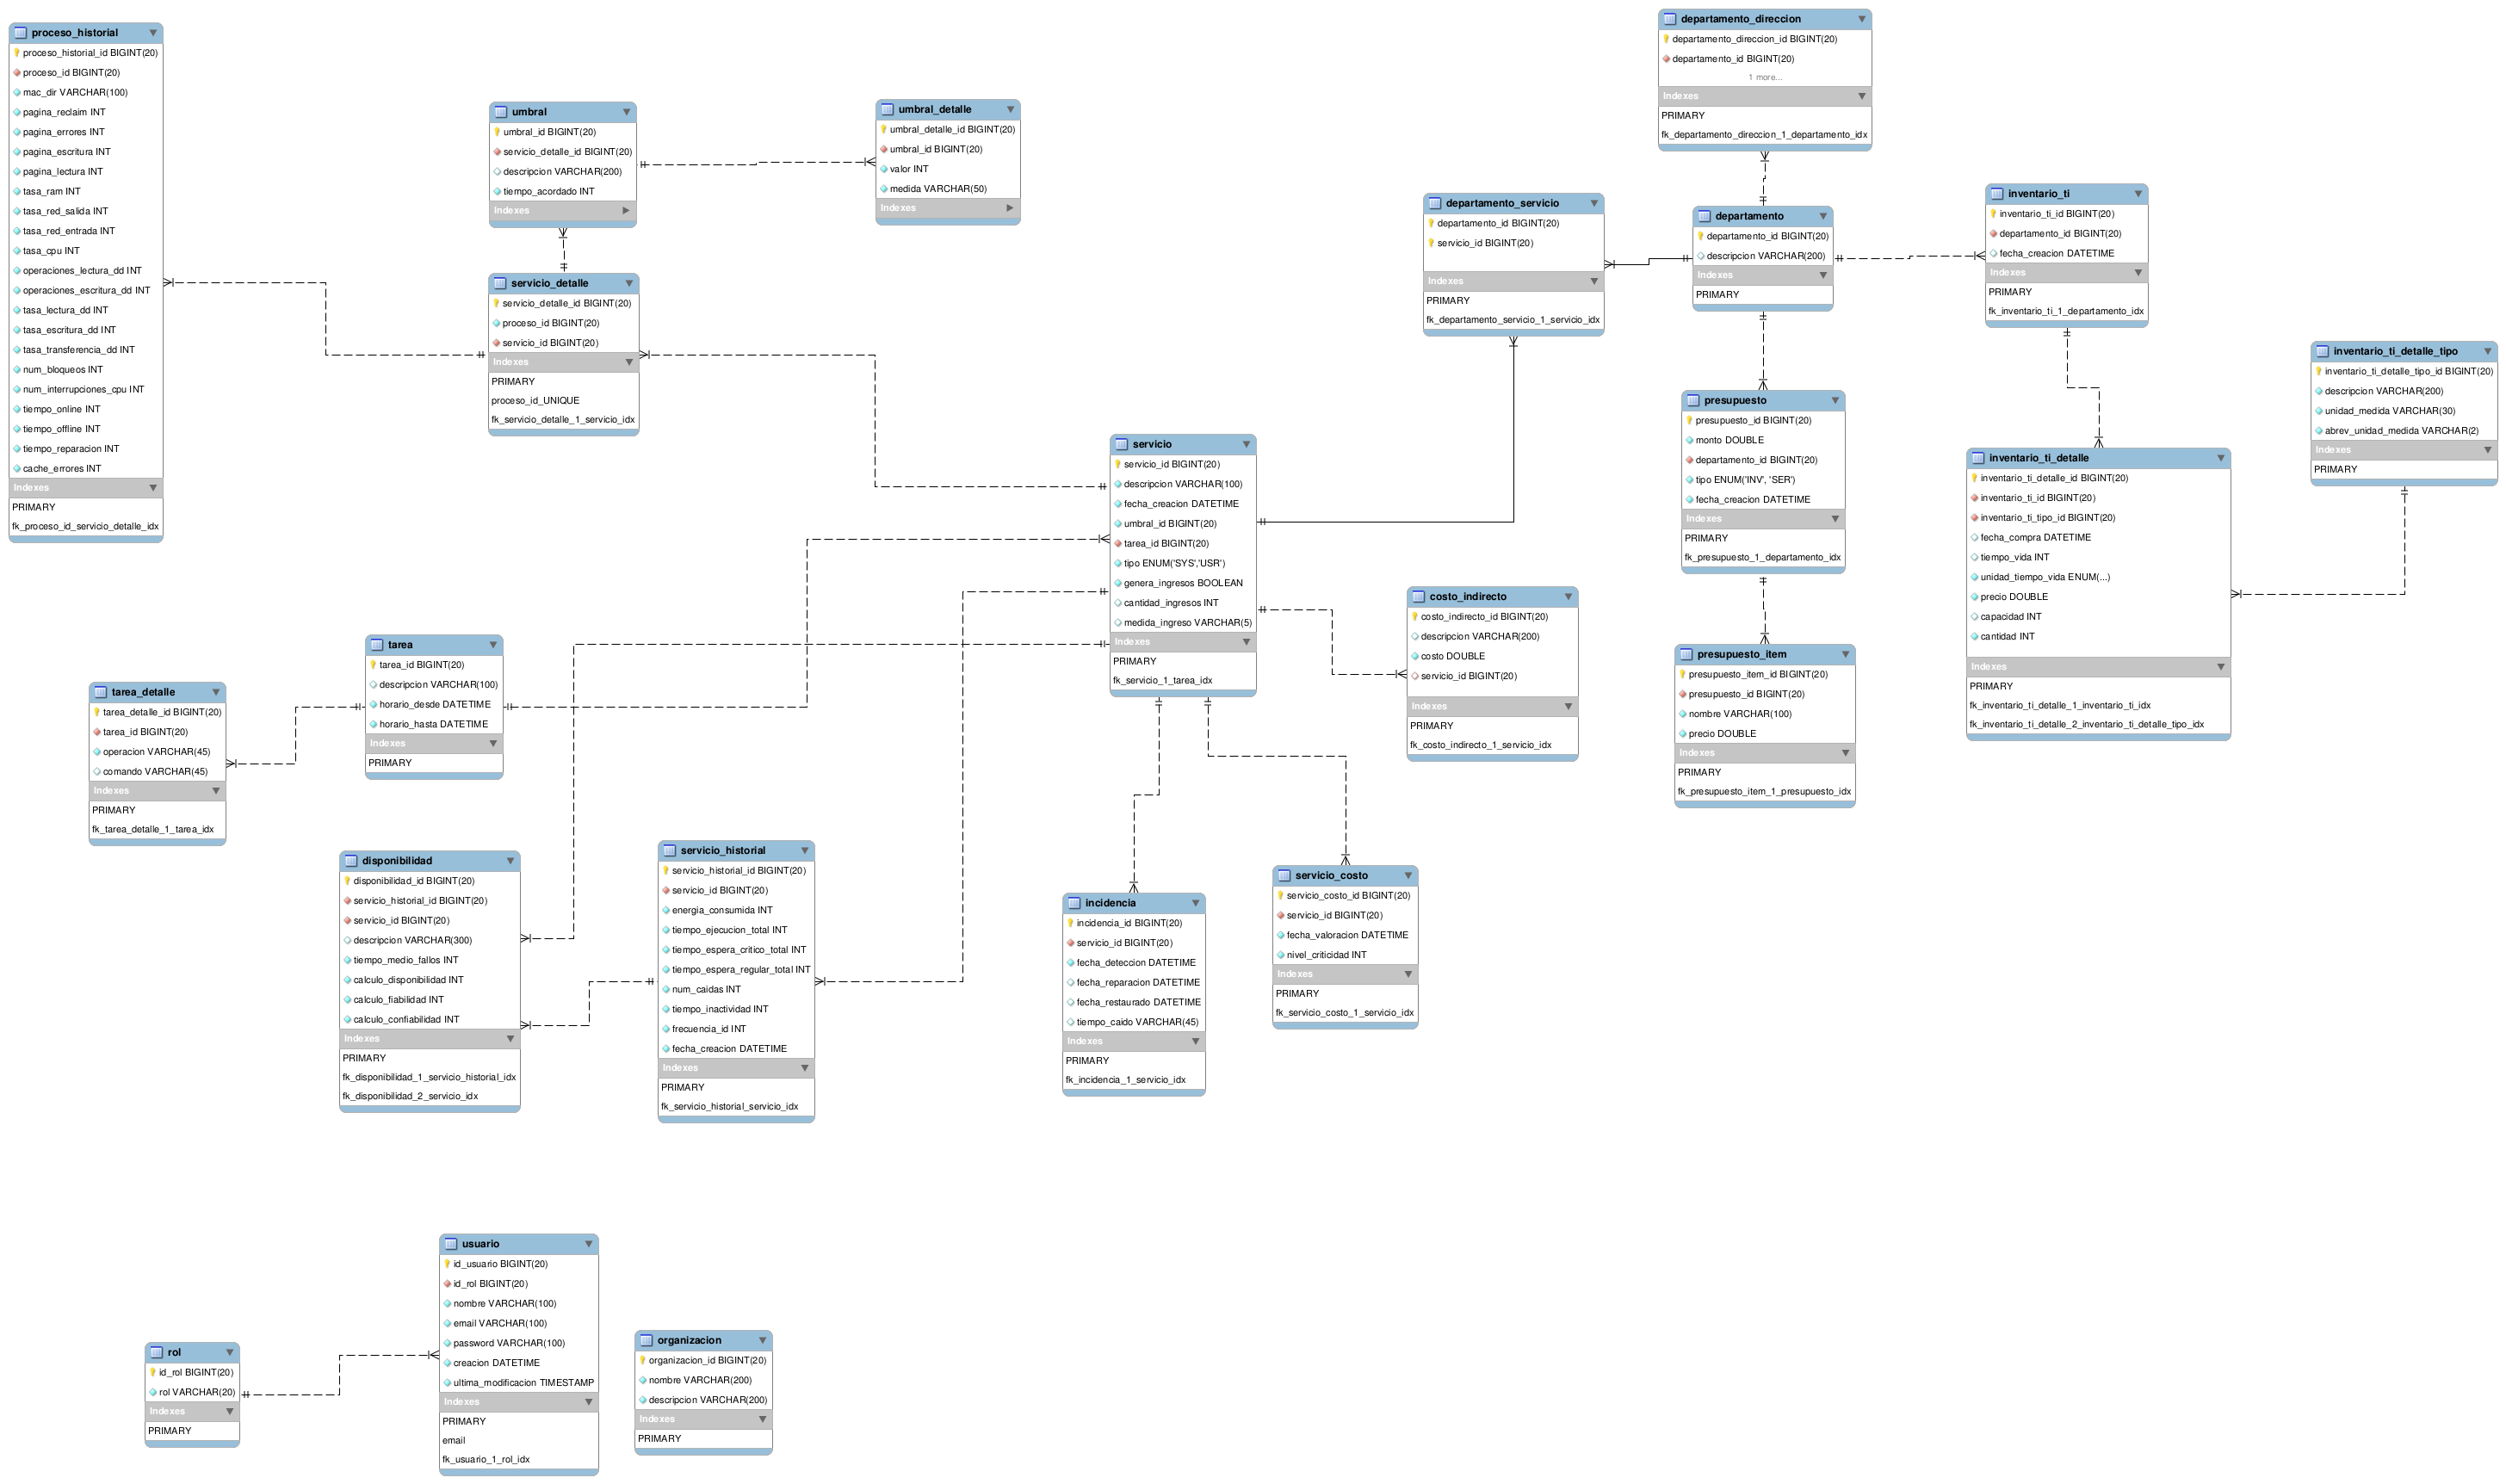 proceso_historial
proceso_historial_id BIGINT(20)
proceso_id BIGINT(20)
mac_dir VARCHAR(100)
pagina_reclaim INT
pagina_errores INT
pagina_escritura INT
pagina_lectura INT
tasa_ram INT
tasa_red_salida INT
tasa_red_entrada INT
tasa_cpu INT
operaciones_lectura_dd INT
operaciones_escritura_dd INT
tasa_lectura_dd INT
tasa_escritura_dd INT
tasa_transferencia_dd INT
num_bloqueos INT
num_interrupciones_cpu INT
tiempo_online INT
tiempo_offline INT
tiempo_reparacion INT
cache_errores INT
Indexes
PRIMARY
fk_proceso_id_servicio_detalle_idx
umbral
umbral_id BIGINT(20)
servicio_detalle_id BIGINT(20)
descripcion VARCHAR(200)
tiempo_acordado INT
Indexes
umbral_detalle
umbral_detalle_id BIGINT(20)
umbral_id BIGINT(20)
valor INT
medida VARCHAR(50)
Indexes
servicio_detalle
servicio_detalle_id BIGINT(20)
proceso_id BIGINT(20)
servicio_id BIGINT(20)
Indexes
PRIMARY
proceso_id_UNIQUE
fk_servicio_detalle_1_servicio_idx
departamento_direccion
departamento_direccion_id BIGINT(20)
departamento_id BIGINT(20)
1 more...
Indexes
PRIMARY
fk_departamento_direccion_1_departamento_idx
departamento_servicio
departamento_id BIGINT(20)
servicio_id BIGINT(20)
Indexes
PRIMARY
fk_departamento_servicio_1_servicio_idx
departamento
departamento_id BIGINT(20)
descripcion VARCHAR(200)
Indexes
PRIMARY
inventario_ti
inventario_ti_id BIGINT(20)
departamento_id BIGINT(20)
fecha_creacion DATETIME
Indexes
PRIMARY
fk_inventario_ti_1_departamento_idx
inventario_ti_detalle_tipo
inventario_ti_detalle_tipo_id BIGINT(20)
descripcion VARCHAR(200)
unidad_medida VARCHAR(30)
abrev_unidad_medida VARCHAR(2)
Indexes
PRIMARY
presupuesto
presupuesto_id BIGINT(20)
monto DOUBLE
departamento_id BIGINT(20)
tipo ENUM('INV', 'SER')
fecha_creacion DATETIME
Indexes
PRIMARY
fk_presupuesto_1_departamento_idx
inventario_ti_detalle
inventario_ti_detalle_id BIGINT(20)
inventario_ti_id BIGINT(20)
inventario_ti_tipo_id BIGINT(20)
fecha_compra DATETIME
tiempo_vida INT
unidad_tiempo_vida ENUM(...)
precio DOUBLE
capacidad INT
cantidad INT
Indexes
PRIMARY
fk_inventario_ti_detalle_1_inventario_ti_idx
fk_inventario_ti_detalle_2_inventario_ti_detalle_tipo_idx
servicio
servicio_id BIGINT(20)
descripcion VARCHAR(100)
fecha_creacion DATETIME
umbral_id BIGINT(20)
tarea_id BIGINT(20)
tipo ENUM('SYS','USR')
genera_ingresos BOOLEAN
cantidad_ingresos INT
medida_ingreso VARCHAR(5)
Indexes
PRIMARY
fk_servicio_1_tarea_idx
costo_indirecto
costo_indirecto_id BIGINT(20)
descripcion VARCHAR(200)
costo DOUBLE
servicio_id BIGINT(20)
Indexes
PRIMARY
fk_costo_indirecto_1_servicio_idx
presupuesto_item
presupuesto_item_id BIGINT(20)
presupuesto_id BIGINT(20)
nombre VARCHAR(100)
precio DOUBLE
Indexes
PRIMARY
fk_presupuesto_item_1_presupuesto_idx
tarea
tarea_id BIGINT(20)
descripcion VARCHAR(100)
horario_desde DATETIME
horario_hasta DATETIME
Indexes
PRIMARY
tarea_detalle
tarea_detalle_id BIGINT(20)
tarea_id BIGINT(20)
operacion VARCHAR(45)
comando VARCHAR(45)
Indexes
PRIMARY
fk_tarea_detalle_1_tarea_idx
disponibilidad
disponibilidad_id BIGINT(20)
servicio_historial_id BIGINT(20)
servicio_id BIGINT(20)
descripcion VARCHAR(300)
tiempo_medio_fallos INT
calculo_disponibilidad INT
calculo_fiabilidad INT
calculo_confiabilidad INT
Indexes
PRIMARY
fk_disponibilidad_1_servicio_historial_idx
fk_disponibilidad_2_servicio_idx
servicio_historial
servicio_historial_id BIGINT(20)
servicio_id BIGINT(20)
energia_consumida INT
tiempo_ejecucion_total INT
tiempo_espera_critico_total INT
tiempo_espera_regular_total INT
num_caidas INT
tiempo_inactividad INT
frecuencia_id INT
fecha_creacion DATETIME
Indexes
PRIMARY
fk_servicio_historial_servicio_idx
incidencia
incidencia_id BIGINT(20)
servicio_id BIGINT(20)
fecha_deteccion DATETIME
fecha_reparacion DATETIME
fecha_restaurado DATETIME
tiempo_caido VARCHAR(45)
Indexes
PRIMARY
fk_incidencia_1_servicio_idx
servicio_costo
servicio_costo_id BIGINT(20)
servicio_id BIGINT(20)
fecha_valoracion DATETIME
nivel_criticidad INT
Indexes
PRIMARY
fk_servicio_costo_1_servicio_idx
usuario
id_usuario BIGINT(20)
id_rol BIGINT(20)
nombre VARCHAR(100)
email VARCHAR(100)
password VARCHAR(100)
creacion DATETIME
ultima_modificacion TIMESTAMP
Indexes
PRIMARY
email
fk_usuario_1_rol_idx
rol
id_rol BIGINT(20)
rol VARCHAR(20)
Indexes
PRIMARY
organizacion
organizacion_id BIGINT(20)
nombre VARCHAR(200)
descripcion VARCHAR(200)
Indexes
PRIMARY